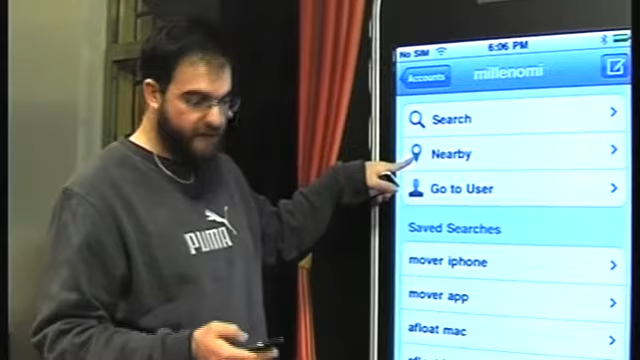 No SIM
6:06 PM
Accounts
millenomi
Search
Nearby
Go to User
Saved Searches
mover iphone
mover app
afloat mac
PUMA